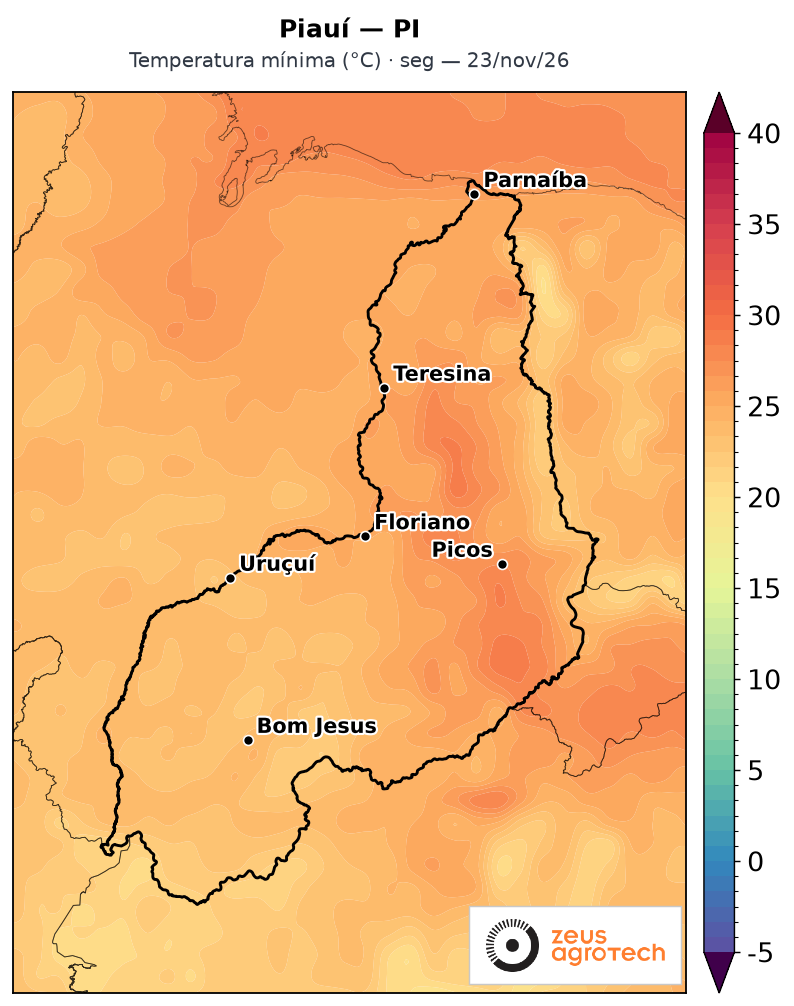 Piauí — PI
Temperatura mínima (°C) · seg — 23/nov/26
Parnaíba
Teresina
Floriano
Picos
Uruçuí
Bom Jesus
40
35
30
25
20
15
10
5
0
-5
zeus
agrotech